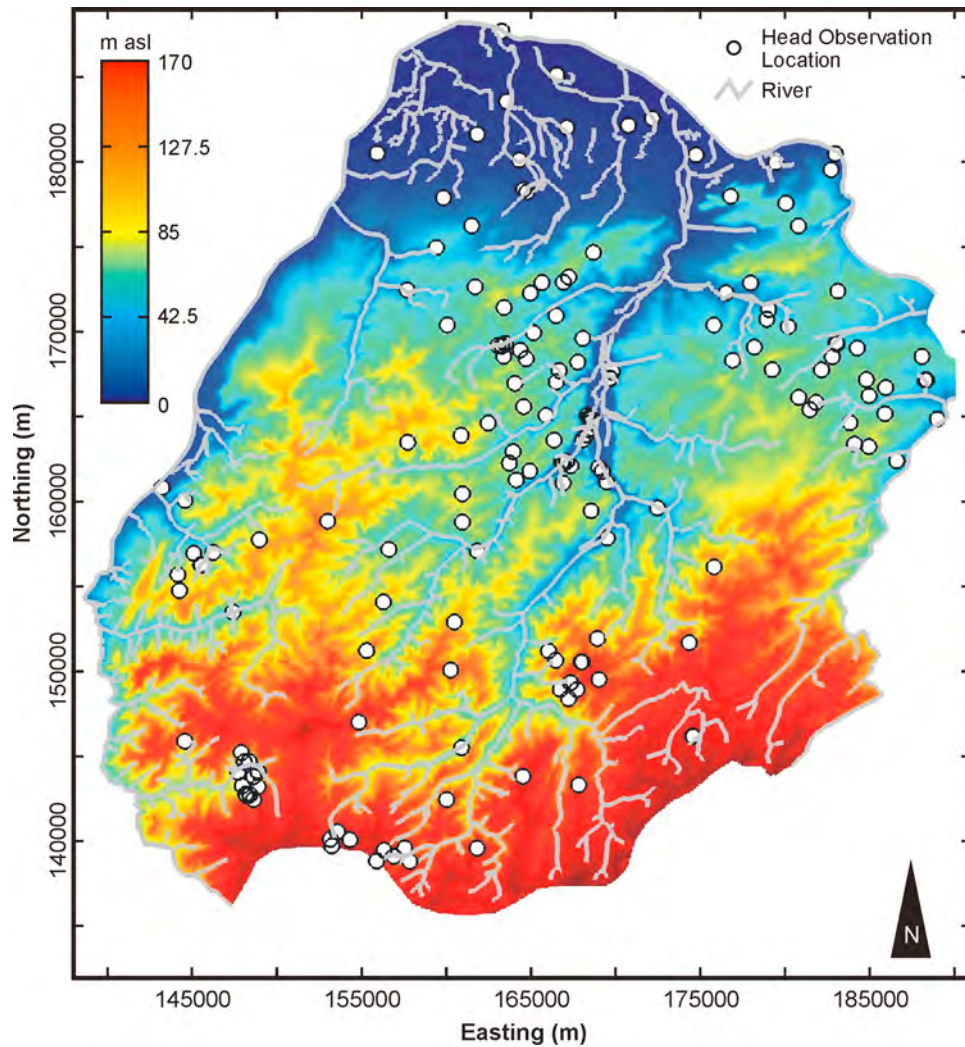 m asl
170
127.5
85
42.5
0
Head Observation
Location
River
Northing (m)
180000
170000
160000
150000
140000
N
145000
155000
165000
175000
185000
Easting (m)